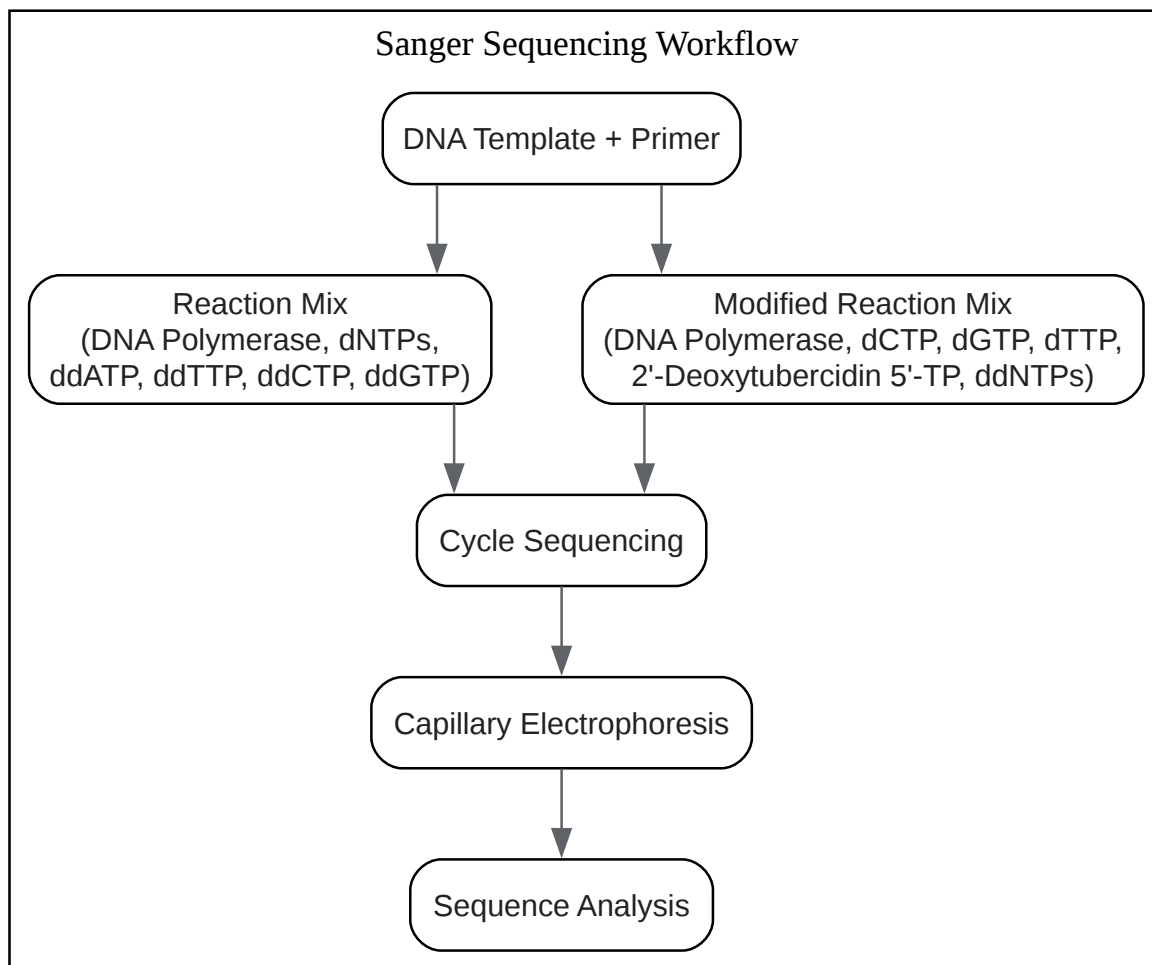 Sanger Sequencing Workflow
DNA Template + Primer
Reaction Mix
(DNA Polymerase, dNTPs,
ddATP, ddTTP, ddCTP, ddGTP)
Modified Reaction Mix
(DNA Polymerase, dCTP, dGTP, dTTP,
2'-Deoxytubercidin 5'-TP, ddNTPs)
Cycle Sequencing
Capillary Electrophoresis
Sequence Analysis